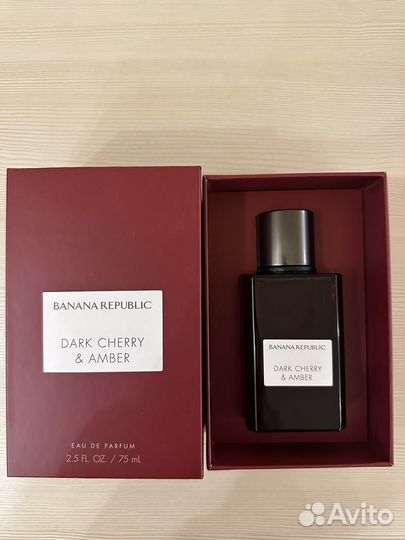 BANANA REPUBLIC
DARK CHERRY
& AMBER
EAU DE PARFUM
2.5 FL. OZ. / 75 mL
BANANA REPUBLIC
DARK CHERRY
& AMBER
Avito